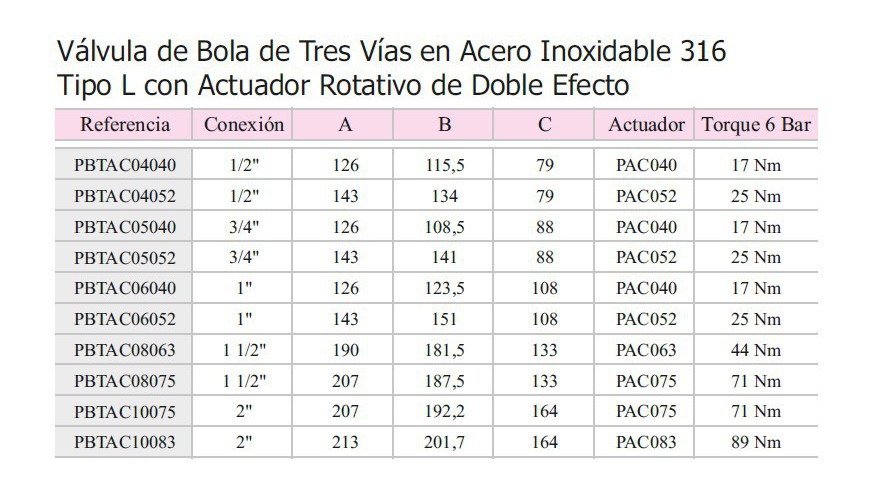 Válvula de Bola de Tres Vías en Acero Inoxidable 316
Tipo L con Actuador Rotativo de Doble Efecto
Referencia Conexión A B C Actuador Torque 6 Bar
PBTAC04040 1/2" 126 115,5 79 PAC040 17 Nm
PBTAC04052 1/2" 143 134 79 PAC052 25 Nm
PBTAC05040 3/4" 126 108,5 88 PAC040 17 Nm
PBTAC05052 3/4" 143 141 88 PAC052 25 Nm
PBTAC06040 1" 126 123,5 108 PAC040 17 Nm
PBTAC06052 1" 143 151 108 PAC052 25 Nm
PBTAC08063 1 1/2" 190 181,5 133 PAC063 44 Nm
PBTAC08075 1 1/2" 207 187,5 133 PAC075 71 Nm
PBTAC10075 2" 207 192,2 164 PAC075 71 Nm
PBTAC10083 2" 213 201,7 164 PAC083 89 Nm